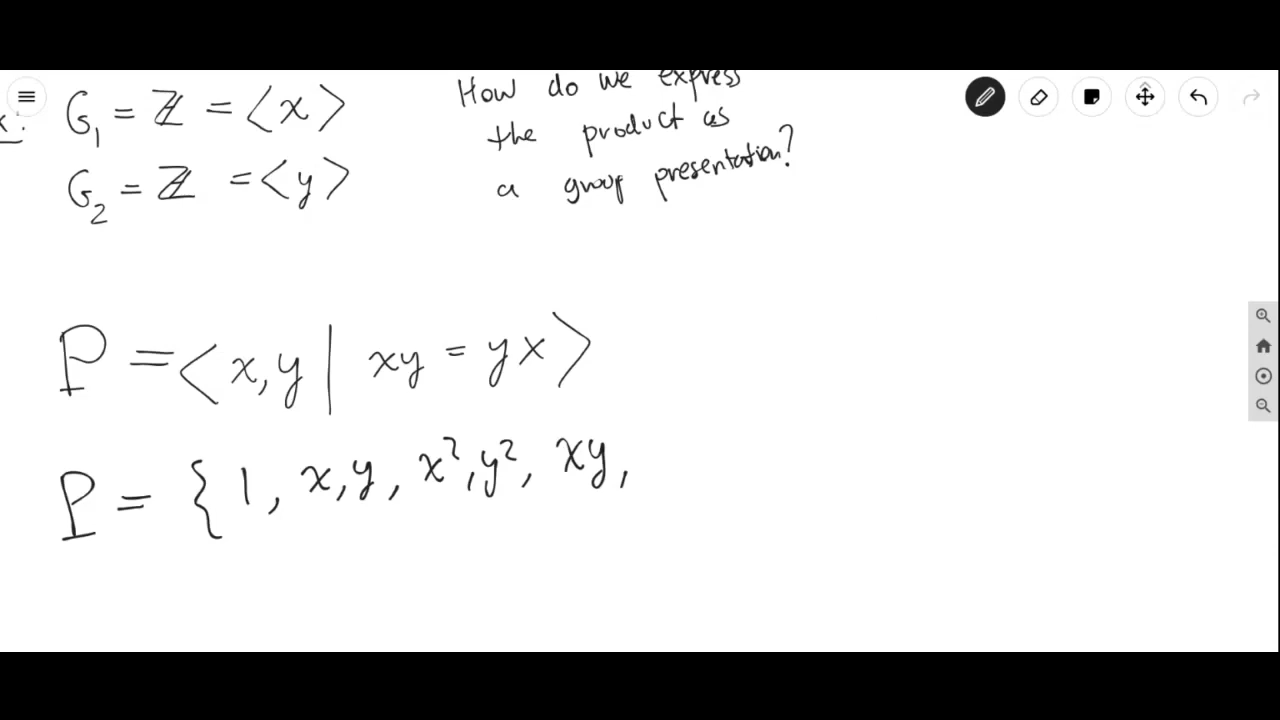 x:
G₁ = ℤ = ⟨x⟩
G₂ = ℤ = ⟨y⟩
How do we express
the product as
a group presentation?
P = ⟨x, y | xy = yx⟩
P = { 1, x, y, x², y², xy,